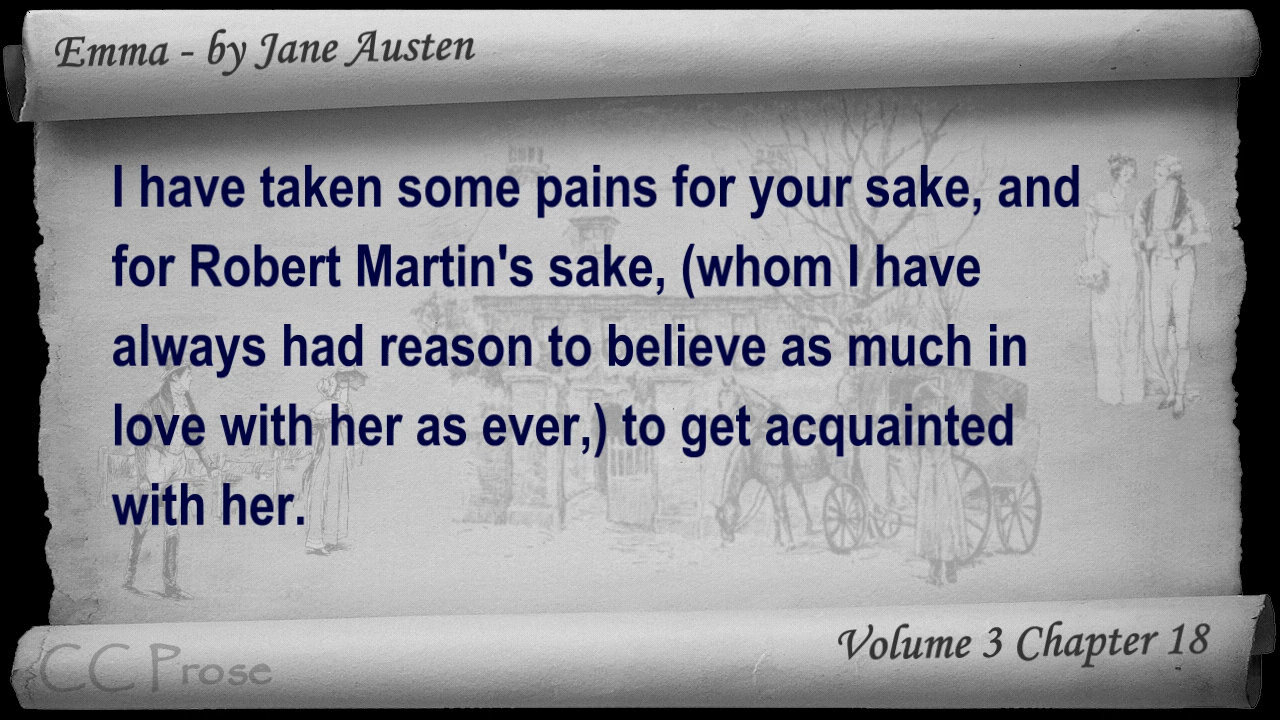 Emma - by Jane Austen
I have taken some pains for your sake, and
for Robert Martin's sake, (whom I have
always had reason to believe as much in
love with her as ever,) to get acquainted
with her.
Volume 3 Chapter 18
CC Prose